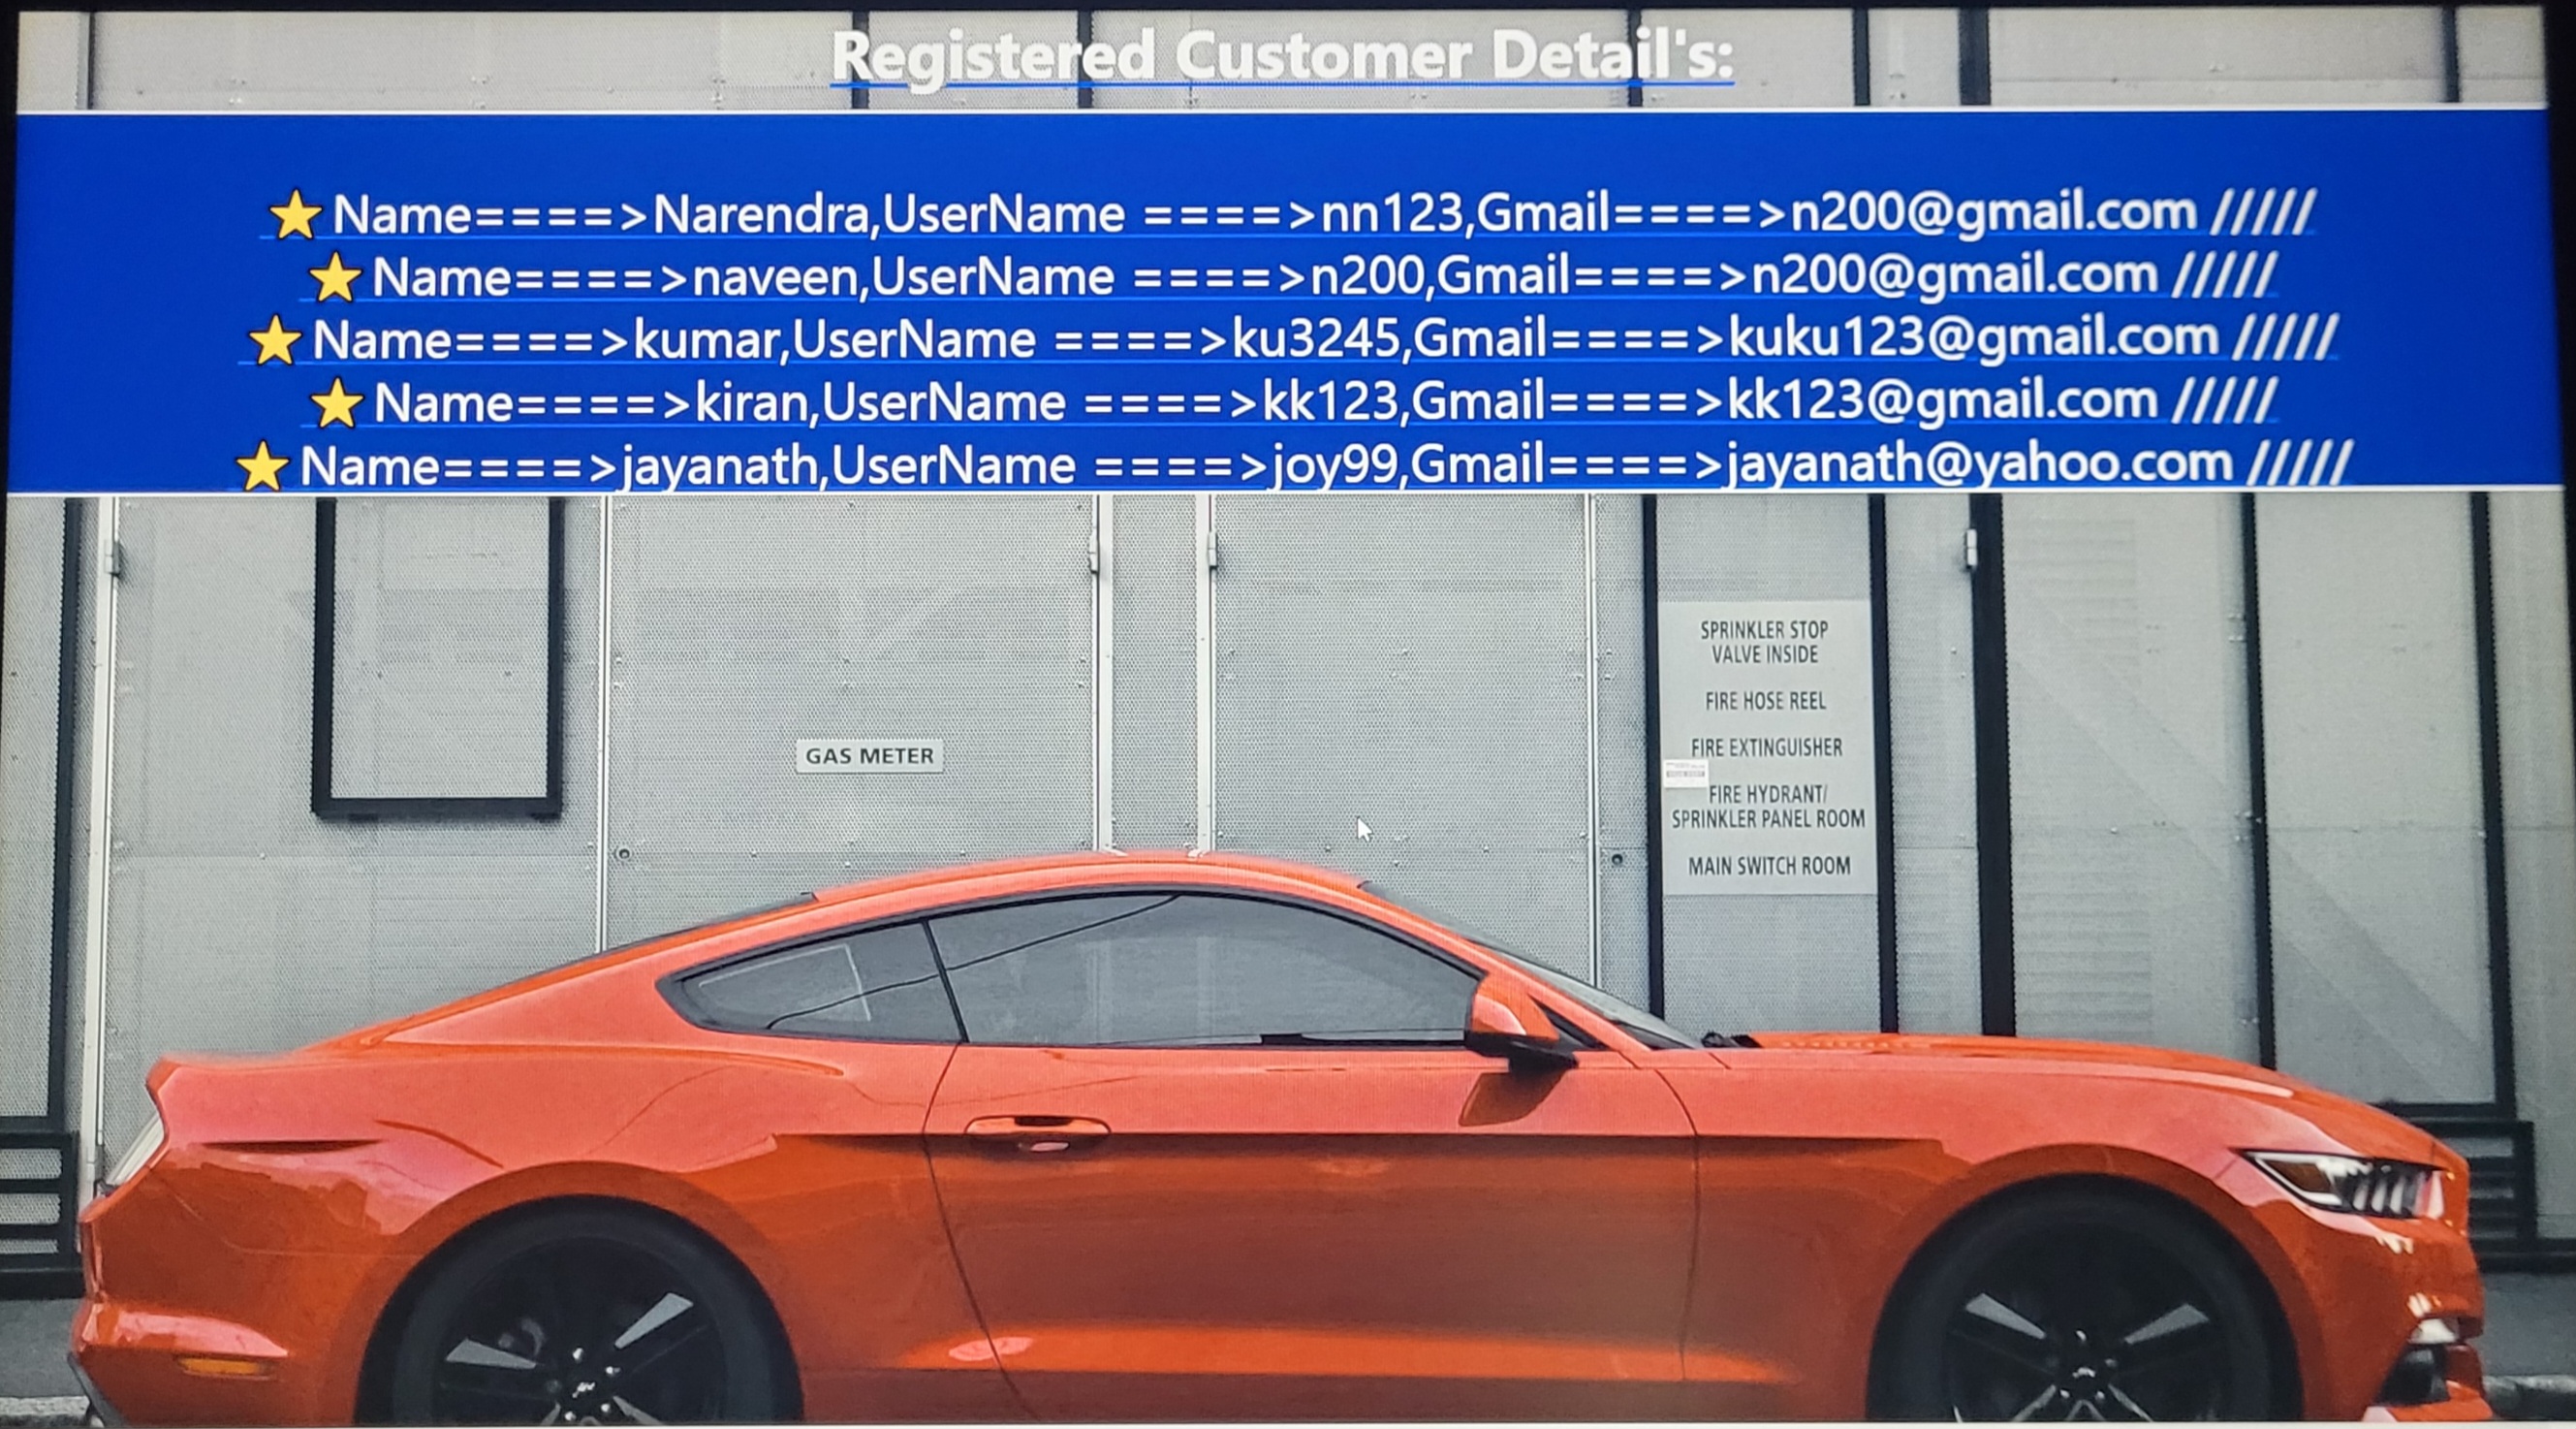 Registered Customer Detail's:
⭐ Name====>Narendra,UserName ====>nn123,Gmail====>n200@gmail.com /////
⭐ Name====>naveen,UserName ====>n200,Gmail====>n200@gmail.com /////
⭐ Name====>kumar,UserName ====>ku3245,Gmail====>kuku123@gmail.com /////
⭐ Name====>kiran,UserName ====>kk123,Gmail====>kk123@gmail.com /////
⭐ Name====>jayanath,UserName ====>joy99,Gmail====>jayanath@yahoo.com /////
GAS METER
SPRINKLER STOP
VALVE INSIDE
FIRE HOSE REEL
FIRE EXTINGUISHER
FIRE HYDRANT/
SPRINKLER PANEL ROOM
MAIN SWITCH ROOM